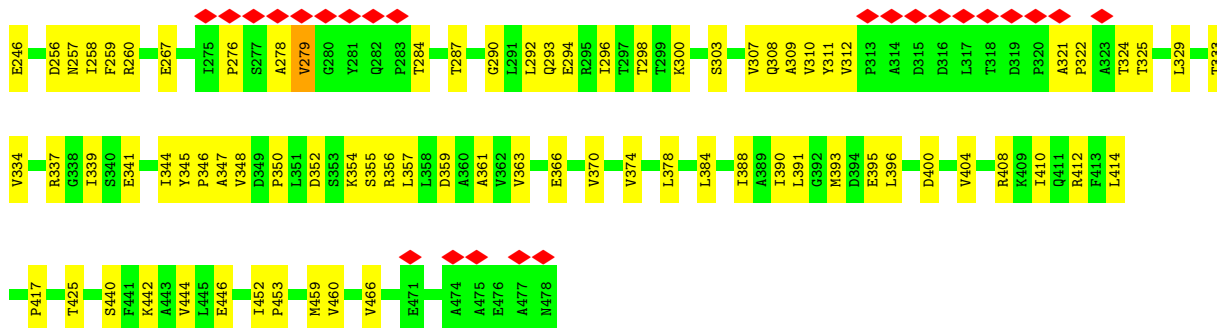 E246 D256 N257 I258 F259 R260 E267 I275 P276 S277 A278 V279 G280 Y281 Q282 P283 T284 T287 G290 L291 L292 Q293 E294 R295 I296 T297 T298 T299 K300 S303 V307 Q308 A309 V310 Y311 V312 P313 A314 D315 D316 L317 T318 D319 P320 A321 P322 A323 T324 T325 L329 T333
V334 R337 G338 I339 S340 E341 I344 Y345 P346 A347 V348 D349 P350 L351 D352 S353 K354 S355 R356 L357 L358 D359 A360 A361 V362 V363 E366 V370 V374 L378 L384 I388 A389 I390 L391 G392 M393 D394 E395 L396 D400 V404 R408 K409 I410 Q411 R412 F413 L414
P417 T425 S440 F441 K442 A443 V444 L445 E446 I452 P453 M459 V460 V466 E471 A474 A475 E476 A477 N478